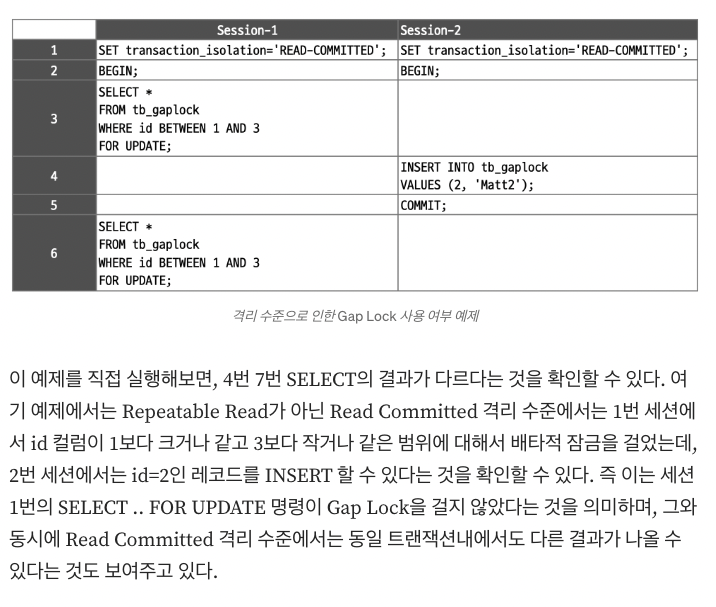 Session-1 Session-2
1 SET transaction_isolation='READ-COMMITTED'; SET transaction_isolation='READ-COMMITTED';
2 BEGIN; BEGIN;
3 SELECT *
FROM tb_gaplock
WHERE id BETWEEN 1 AND 3
FOR UPDATE;
4 INSERT INTO tb_gaplock
VALUES (2, 'Matt2');
5 COMMIT;
6 SELECT *
FROM tb_gaplock
WHERE id BETWEEN 1 AND 3
FOR UPDATE;
격리 수준으로 인한 Gap Lock 사용 여부 예제
이 예제를 직접 실행해보면, 4번 7번 SELECT의 결과가 다르다는 것을 확인할 수 있다. 여
기 예제에서는 Repeatable Read가 아닌 Read Committed 격리 수준에서는 1번 세션에
서 id 컬럼이 1보다 크거나 같고 3보다 작거나 같은 범위에 대해서 배타적 잠금을 걸었는데,
2번 세션에서는 id=2인 레코드를 INSERT 할 수 있다는 것을 확인할 수 있다. 즉 이는 세션
1번의 SELECT .. FOR UPDATE 명령이 Gap Lock을 걸지 않았다는 것을 의미하며, 그와
동시에 Read Committed 격리 수준에서는 동일 트랜잭션내에서도 다른 결과가 나올 수
있다는 것도 보여주고 있다.